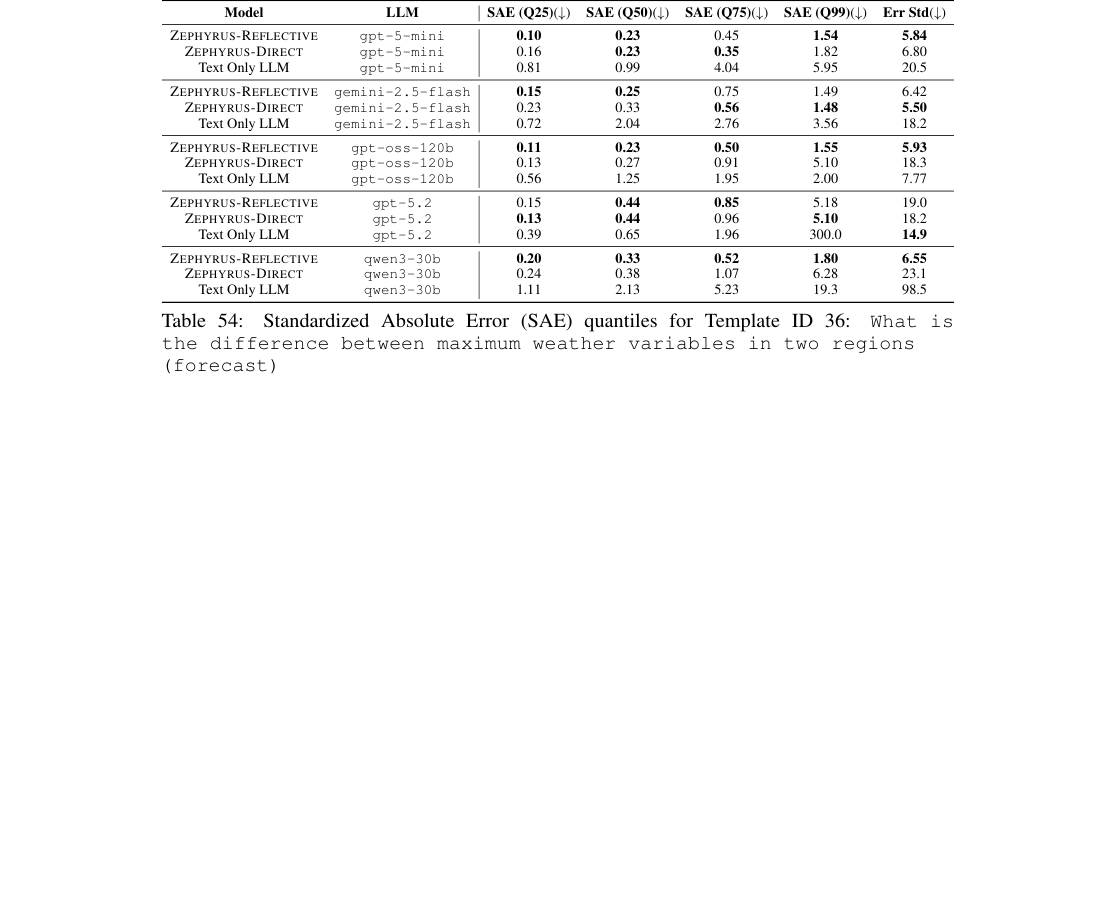 Model LLM SAE (Q25)(↓) SAE (Q50)(↓) SAE (Q75)(↓) SAE (Q99)(↓) Err Std(↓)
ZEPHYRUS-REFLECTIVE gpt-5-mini 0.10 0.23 0.45 1.54 5.84
ZEPHYRUS-DIRECT gpt-5-mini 0.16 0.23 0.35 1.82 6.80
Text Only LLM gpt-5-mini 0.81 0.99 4.04 5.95 20.5
ZEPHYRUS-REFLECTIVE gemini-2.5-flash 0.15 0.25 0.75 1.49 6.42
ZEPHYRUS-DIRECT gemini-2.5-flash 0.23 0.33 0.56 1.48 5.50
Text Only LLM gemini-2.5-flash 0.72 2.04 2.76 3.56 18.2
ZEPHYRUS-REFLECTIVE gpt-oss-120b 0.11 0.23 0.50 1.55 5.93
ZEPHYRUS-DIRECT gpt-oss-120b 0.13 0.27 0.91 5.10 18.3
Text Only LLM gpt-oss-120b 0.56 1.25 1.95 2.00 7.77
ZEPHYRUS-REFLECTIVE gpt-5.2 0.15 0.44 0.85 5.18 19.0
ZEPHYRUS-DIRECT gpt-5.2 0.13 0.44 0.96 5.10 18.2
Text Only LLM gpt-5.2 0.39 0.65 1.96 300.0 14.9
ZEPHYRUS-REFLECTIVE qwen3-30b 0.20 0.33 0.52 1.80 6.55
ZEPHYRUS-DIRECT qwen3-30b 0.24 0.38 1.07 6.28 23.1
Text Only LLM qwen3-30b 1.11 2.13 5.23 19.3 98.5
Table 54: Standardized Absolute Error (SAE) quantiles for Template ID 36: What is
the difference between maximum weather variables in two regions
(forecast)